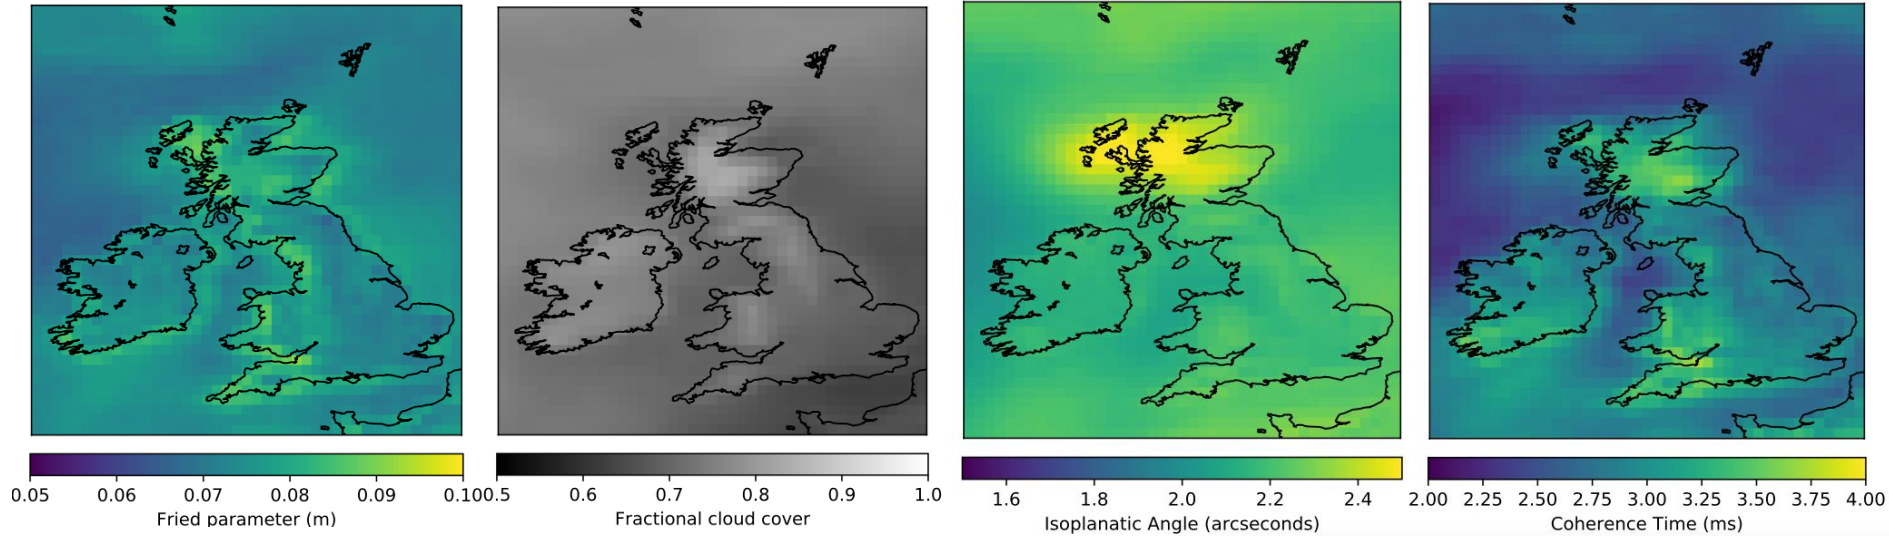 0.05 0.06 0.07 0.08 0.09 0.10
Fried parameter (m)
0.5 0.6 0.7 0.8 0.9 1.0
Fractional cloud cover
1.6 1.8 2.0 2.2 2.4
Isoplanatic Angle (arcseconds)
2.00 2.25 2.50 2.75 3.00 3.25 3.50 3.75 4.00
Coherence Time (ms)